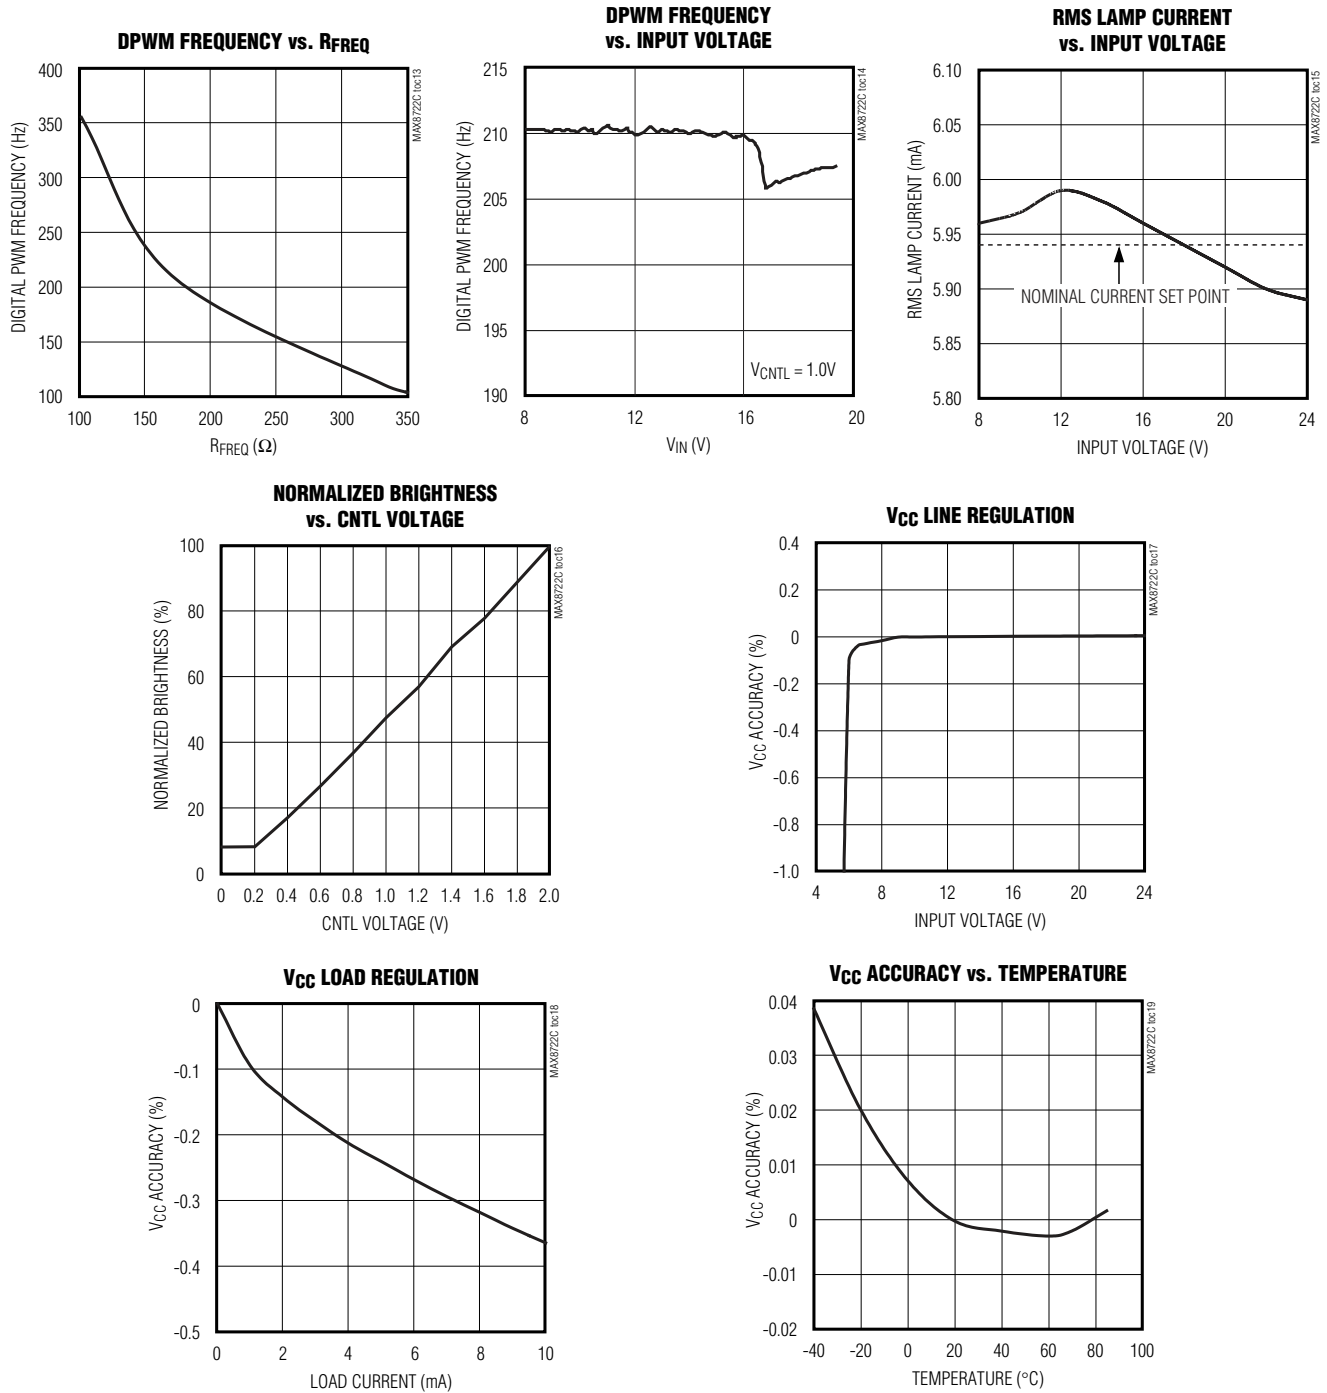 DPWM FREQUENCY vs. RFREQ
400
350
300
250
200
150
100
100 150 200 250 300 350
DIGITAL PWM FREQUENCY (Hz)
RFREQ (Ω)
MAX8722C toc13
DPWM FREQUENCY
vs. INPUT VOLTAGE
215
210
205
200
195
190
8 12 16 20
DIGITAL PWM FREQUENCY (Hz)
VIN (V)
VCNTL = 1.0V
MAX8722C toc14
RMS LAMP CURRENT
vs. INPUT VOLTAGE
6.10
6.05
6.00
5.95
5.90
5.85
5.80
8 12 16 20 24
RMS LAMP CURRENT (mA)
INPUT VOLTAGE (V)
NOMINAL CURRENT SET POINT
MAX8722C toc15
NORMALIZED BRIGHTNESS
vs. CNTL VOLTAGE
100
80
60
40
20
0
0 0.2 0.4 0.6 0.8 1.0 1.2 1.4 1.6 1.8 2.0
NORMALIZED BRIGHTNESS (%)
CNTL VOLTAGE (V)
MAX8722C toc16
VCC LINE REGULATION
0.4
0.2
0
-0.2
-0.4
-0.6
-0.8
-1.0
4 8 12 16 20 24
VCC ACCURACY (%)
INPUT VOLTAGE (V)
MAX8722C toc17
VCC LOAD REGULATION
0
-0.1
-0.2
-0.3
-0.4
-0.5
0 2 4 6 8 10
VCC ACCURACY (%)
LOAD CURRENT (mA)
MAX8722C toc18
VCC ACCURACY vs. TEMPERATURE
0.04
0.03
0.02
0.01
0
-0.01
-0.02
-40 -20 0 20 40 60 80 100
VCC ACCURACY (%)
TEMPERATURE (°C)
MAX8722C toc19